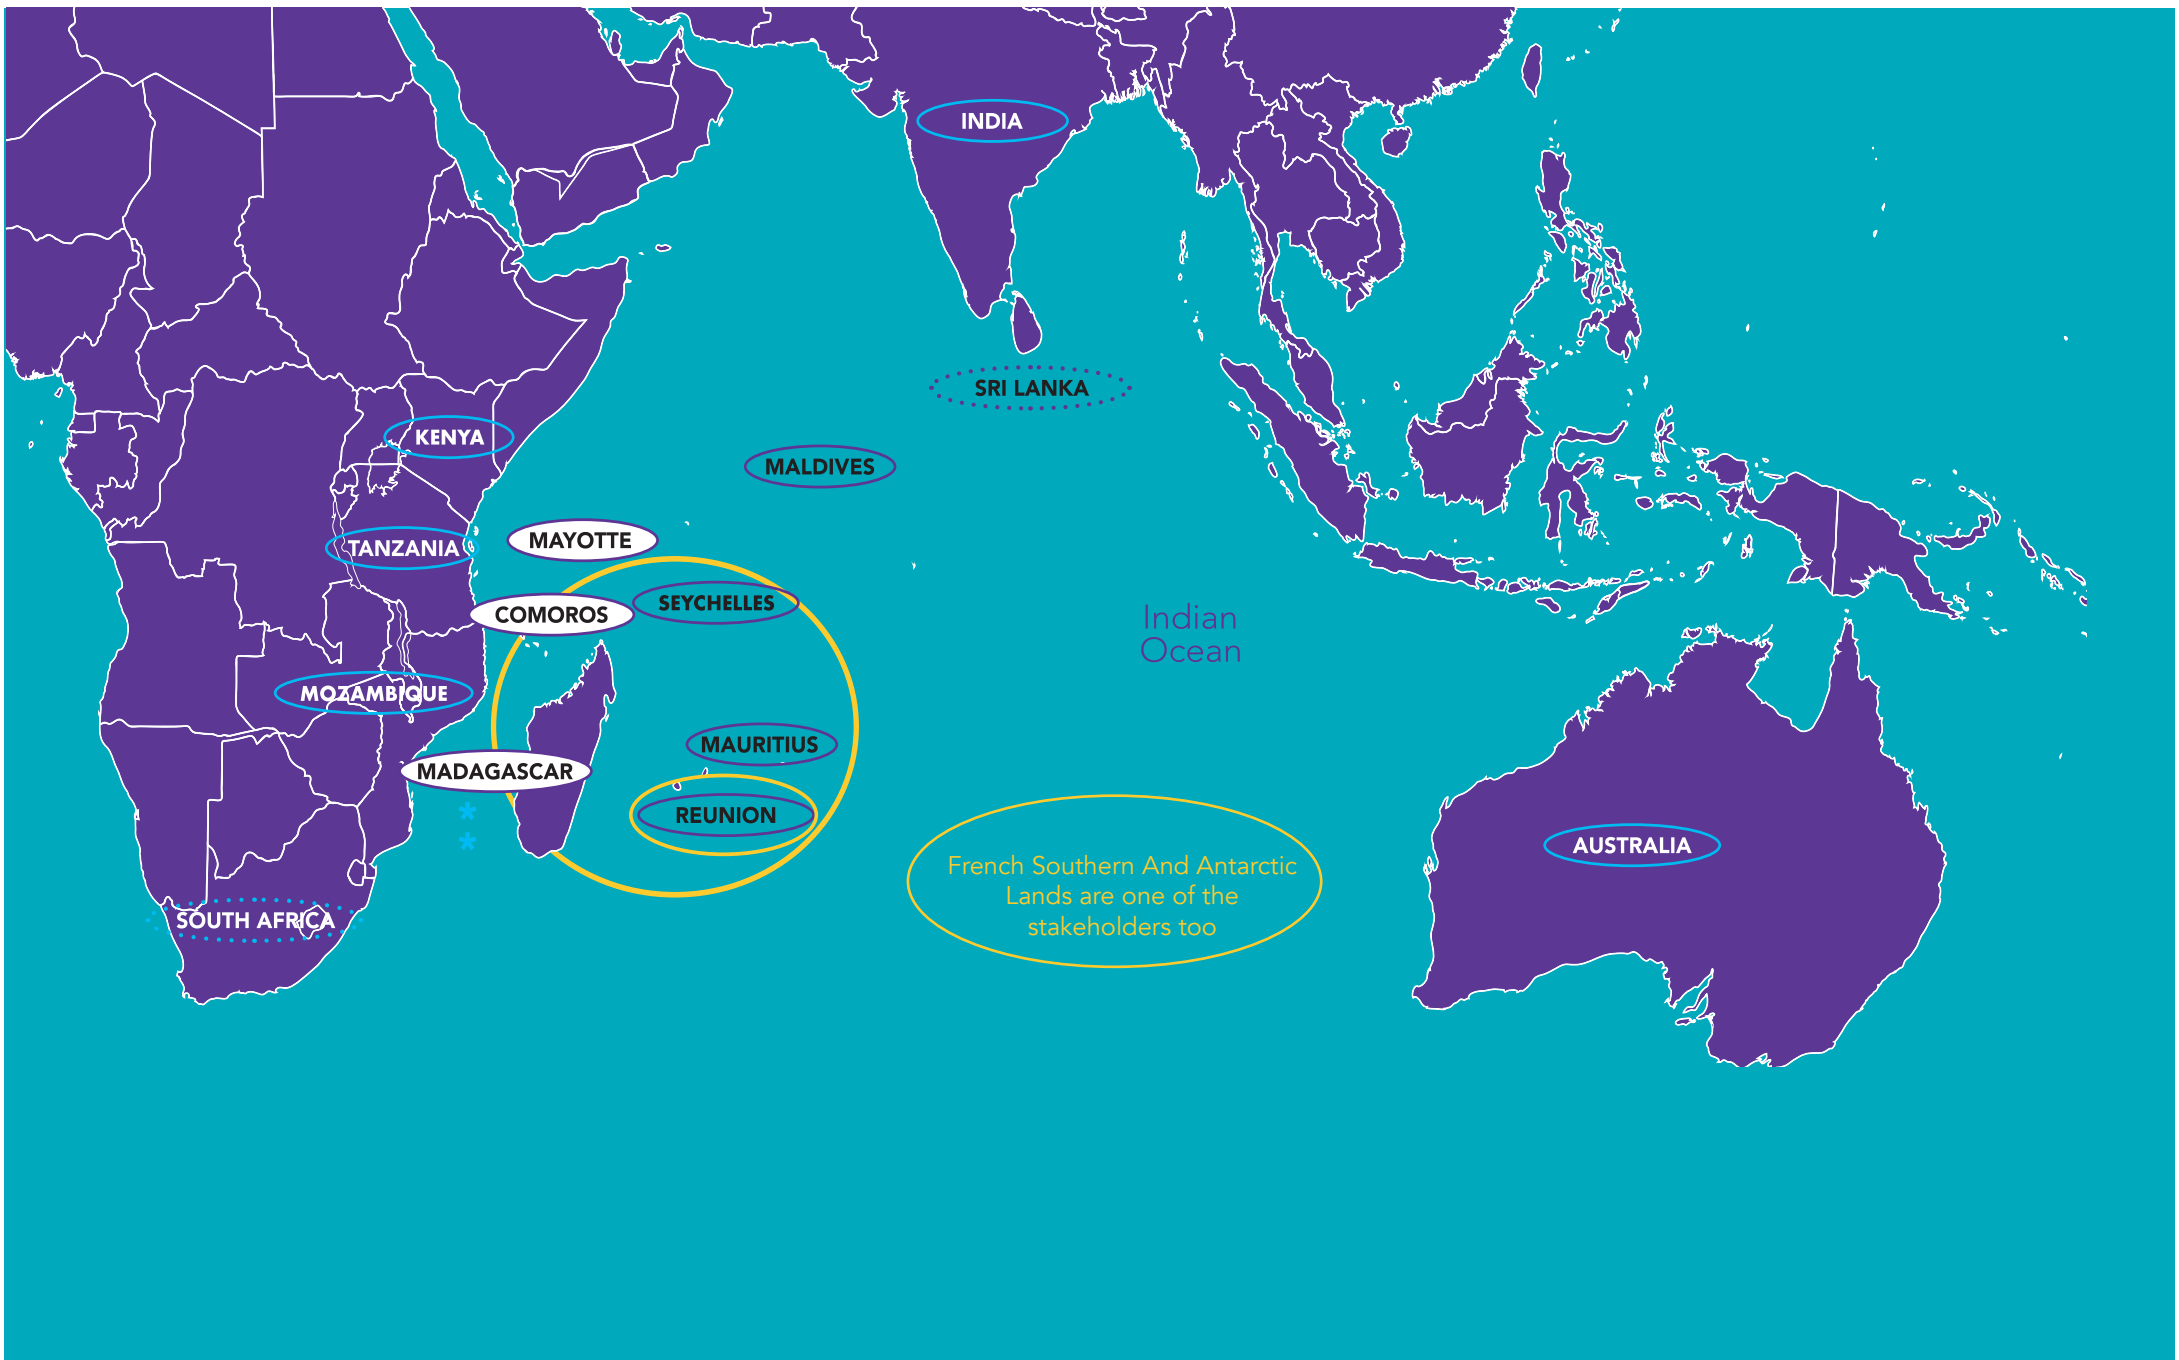 INDIA
SRI LANKA
KENYA
MALDIVES
MAYOTTE
TANZANIA
SEYCHELLES
COMOROS
Indian
Ocean
MOZAMBIQUE
MAURITIUS
MADAGASCAR
*
REUNION
*
AUSTRALIA
French Southern And Antarctic
Lands are one of the
stakeholders too
SOUTH AFRICA